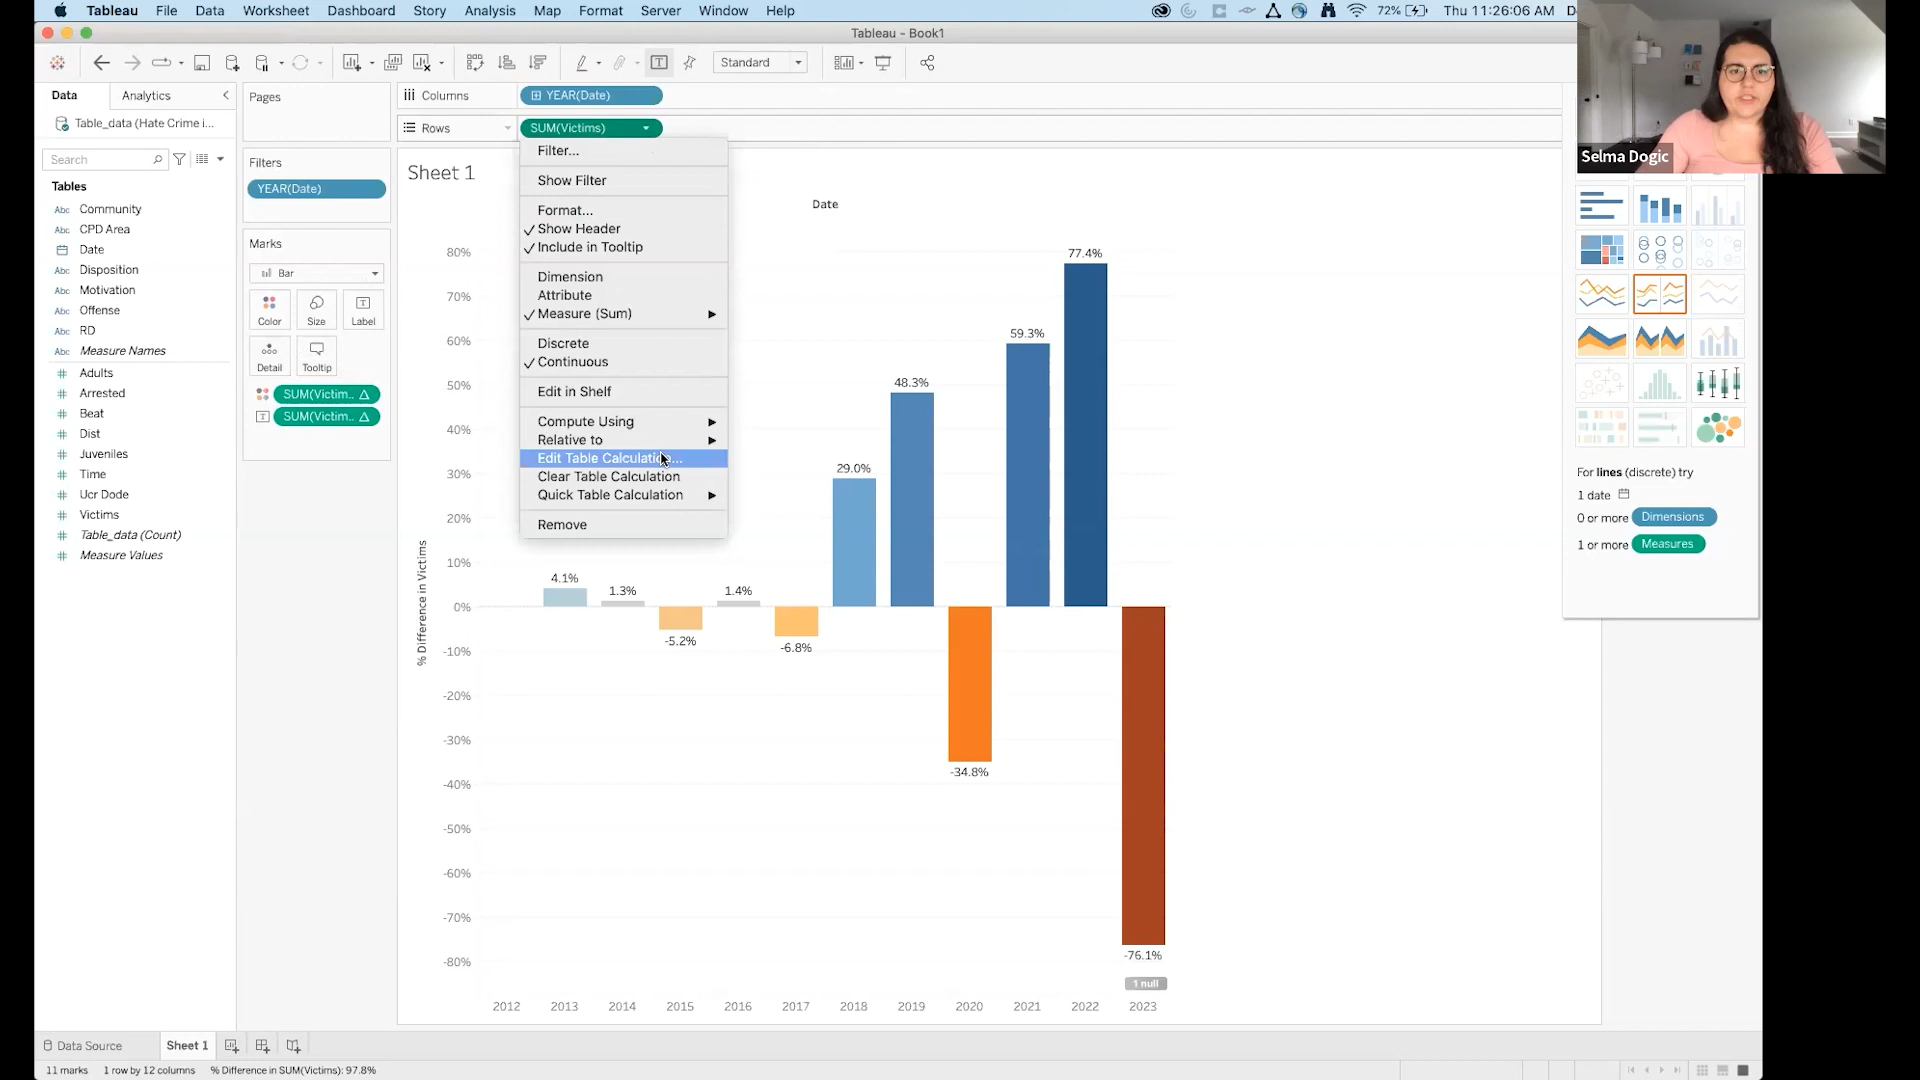 Tableau File Data Worksheet Dashboard Story Analysis Map Format Server Window Help 72% Thu 11:26:06 AM
Tableau - Book1
Standard
Data Analytics
Table_data (Hate Crime i...
Search
Tables
Abc Community
Abc CPD Area
Date
Abc Disposition
Abc Motivation
Abc Offense
Abc RD
Abc Measure Names
# Adults
# Arrested
# Beat
# Dist
# Juveniles
# Time
# Ucr Dode
# Victims
# Table_data (Count)
# Measure Values
Pages
Filters
YEAR(Date)
Marks
Bar
Color Size Label
Detail Tooltip
SUM(Victim.. △
SUM(Victim.. △
Columns YEAR(Date)
Rows SUM(Victims)
Filter...
Show Filter
Format...
✓ Show Header
✓ Include in Tooltip
Dimension
Attribute
✓ Measure (Sum)
Discrete
✓ Continuous
Edit in Shelf
Compute Using
Relative to
Edit Table Calculation...
Clear Table Calculation
Quick Table Calculation
Remove
Sheet 1
Date
% Difference in Victims
80%
70%
60%
50%
40%
30%
20%
10%
0%
-10%
-20%
-30%
-40%
-50%
-60%
-70%
-80%
4.1%
1.3%
-5.2%
1.4%
-6.8%
29.0%
48.3%
-34.8%
59.3%
77.4%
-76.1%
1 null
2012 2013 2014 2015 2016 2017 2018 2019 2020 2021 2022 2023
Selma Dogic
For lines (discrete) try
1 date
0 or more Dimensions
1 or more Measures
Data Source Sheet 1
11 marks 1 row by 12 columns % Difference in SUM(Victims): 97.8%